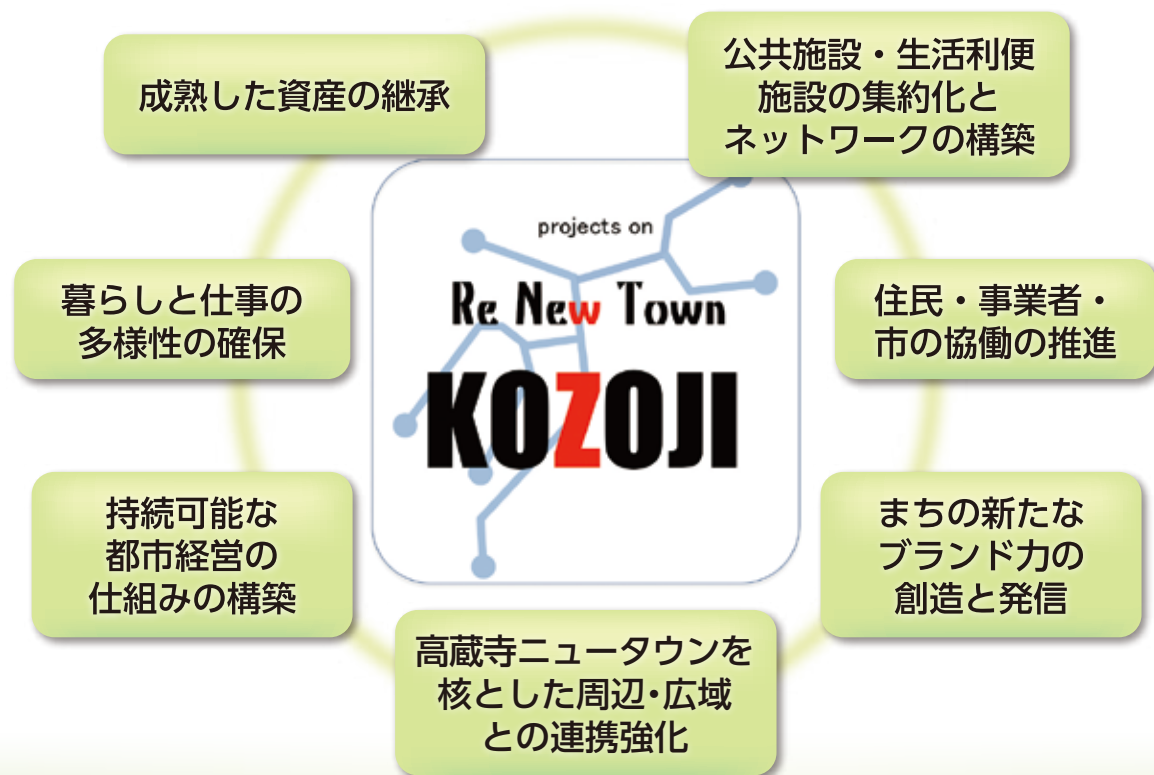 成熟した資産の継承
公共施設・生活利便
施設の集約化と
ネットワークの構築
projects on
Re New Town
KOZOJI
暮らしと仕事の
多様性の確保
住民・事業者・
市の協働の推進
持続可能な
都市経営の
仕組みの構築
まちの新たな
ブランド力の
創造と発信
高蔵寺ニュータウンを
核とした周辺・広域
との連携強化